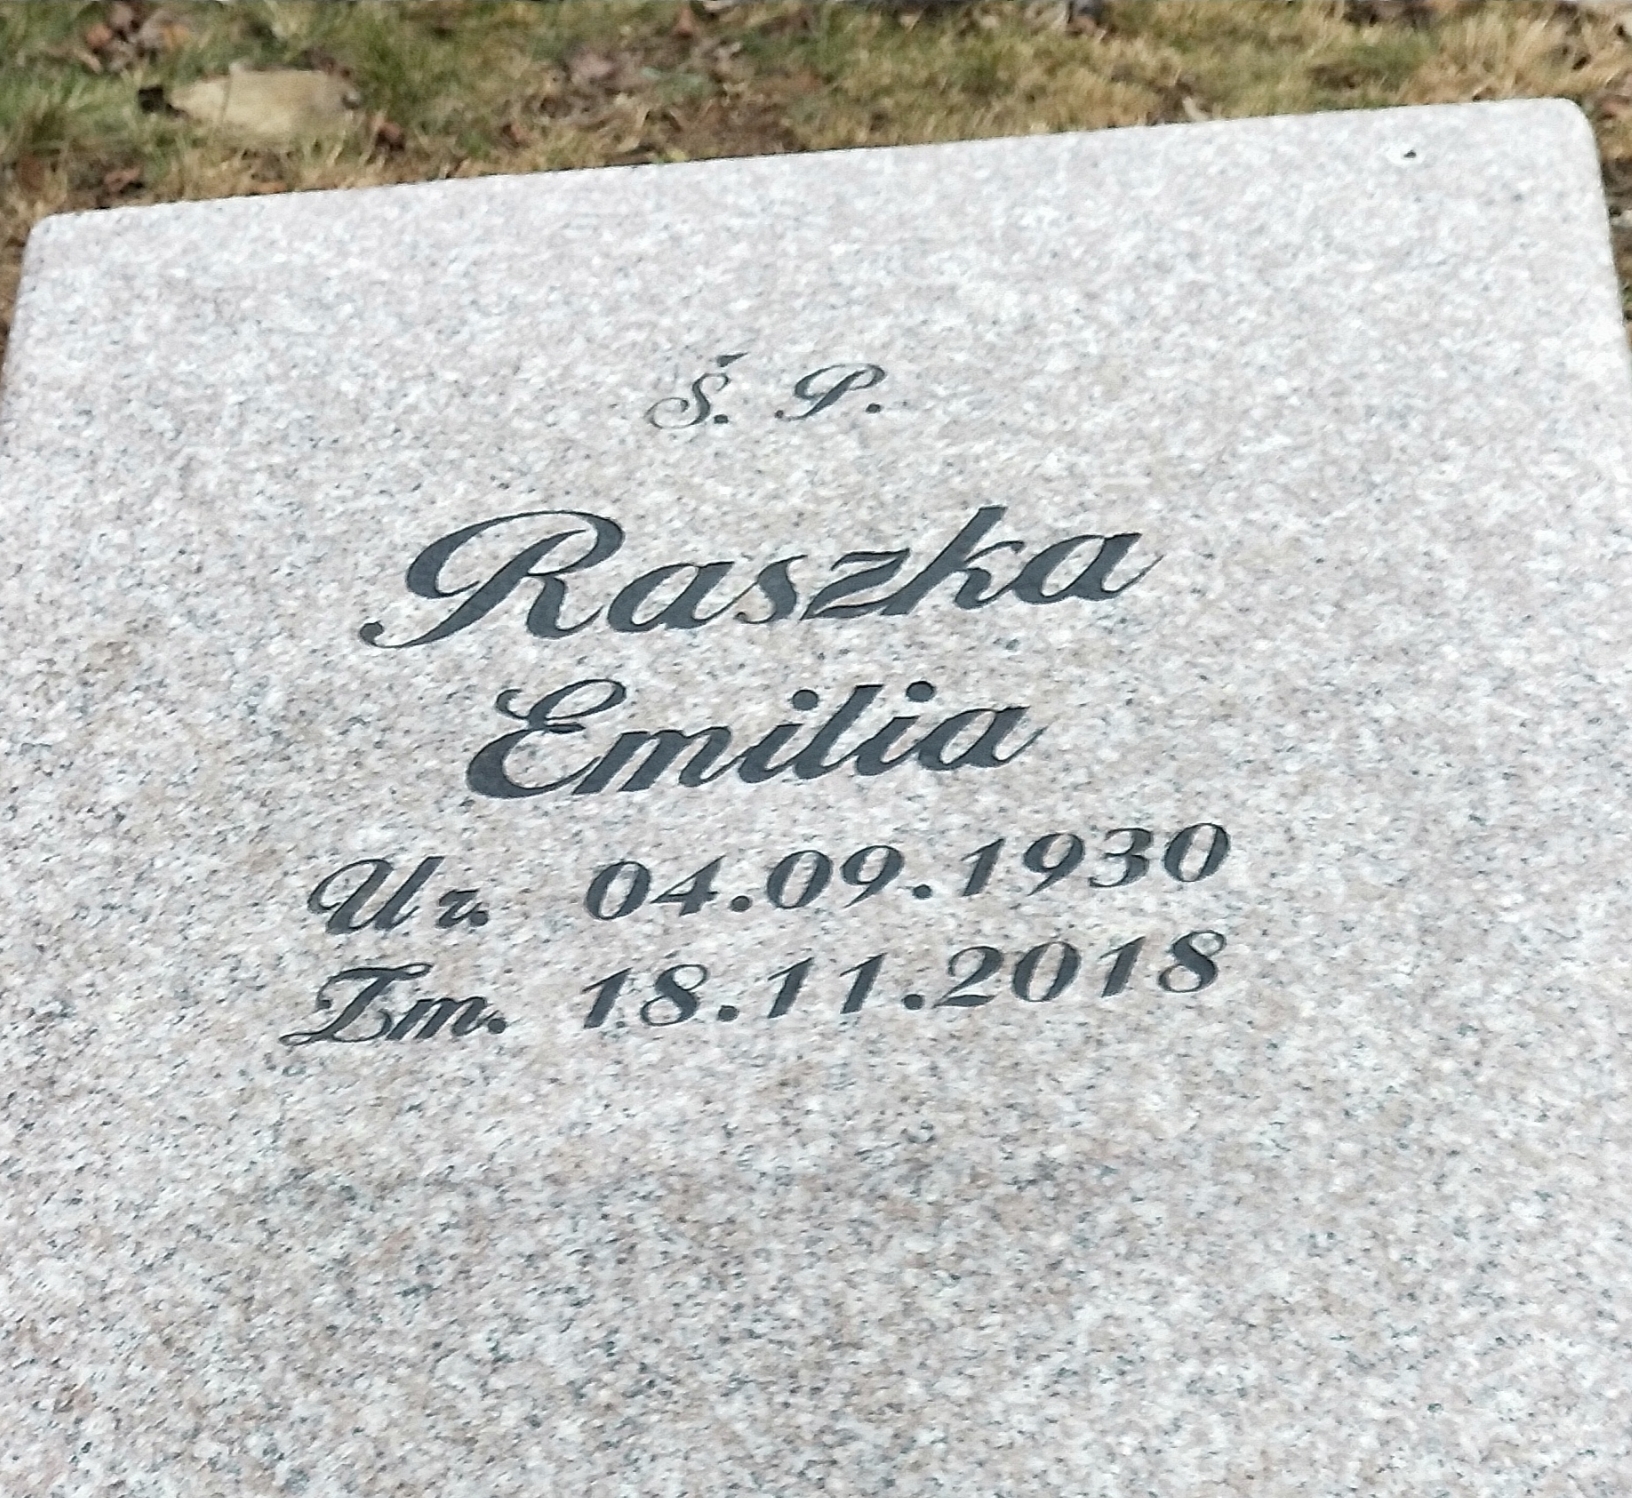 Ś. P.
Raszka
Emilia
Ur. 04.09.1930
Zm. 18.11.2018